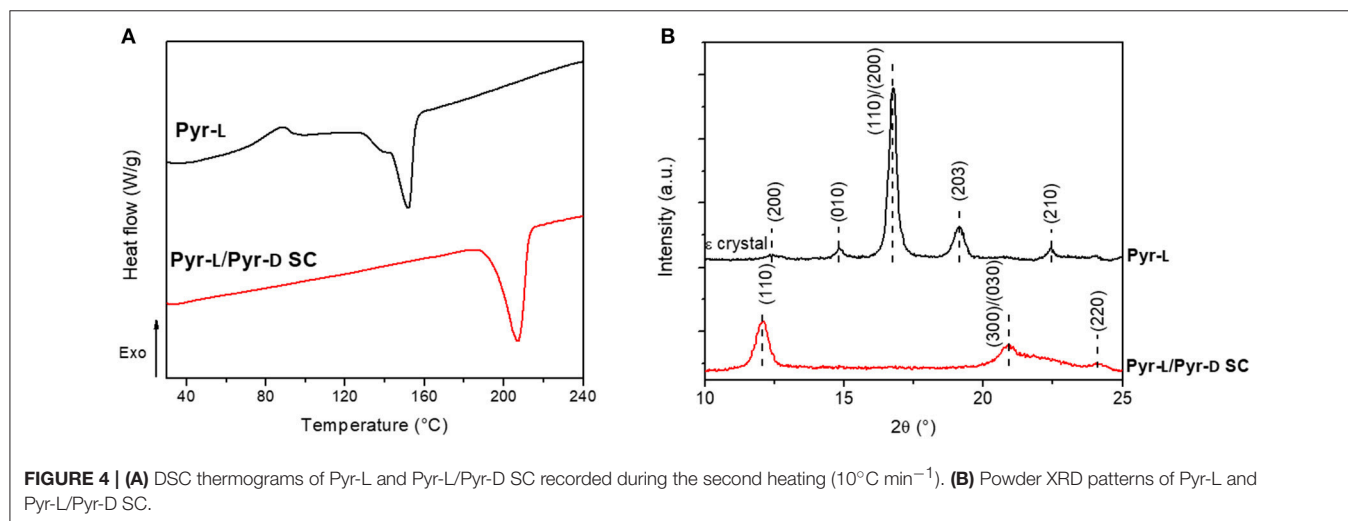 A
Pyr-L
Pyr-L/Pyr-D SC
Exo
Heat flow (W/g)
40 80 120 160 200 240
Temperature (°C)
B
Intensity (a.u.)
ε crystal
(200)
(010)
(110)/(200)
(203)
(210)
Pyr-L
(110)
(300)/(030)
(220)
Pyr-L/Pyr-D SC
10 15 20 25
2θ (°)
FIGURE 4 | (A) DSC thermograms of Pyr-L and Pyr-L/Pyr-D SC recorded during the second heating (10°C min⁻¹). (B) Powder XRD patterns of Pyr-L and
Pyr-L/Pyr-D SC.